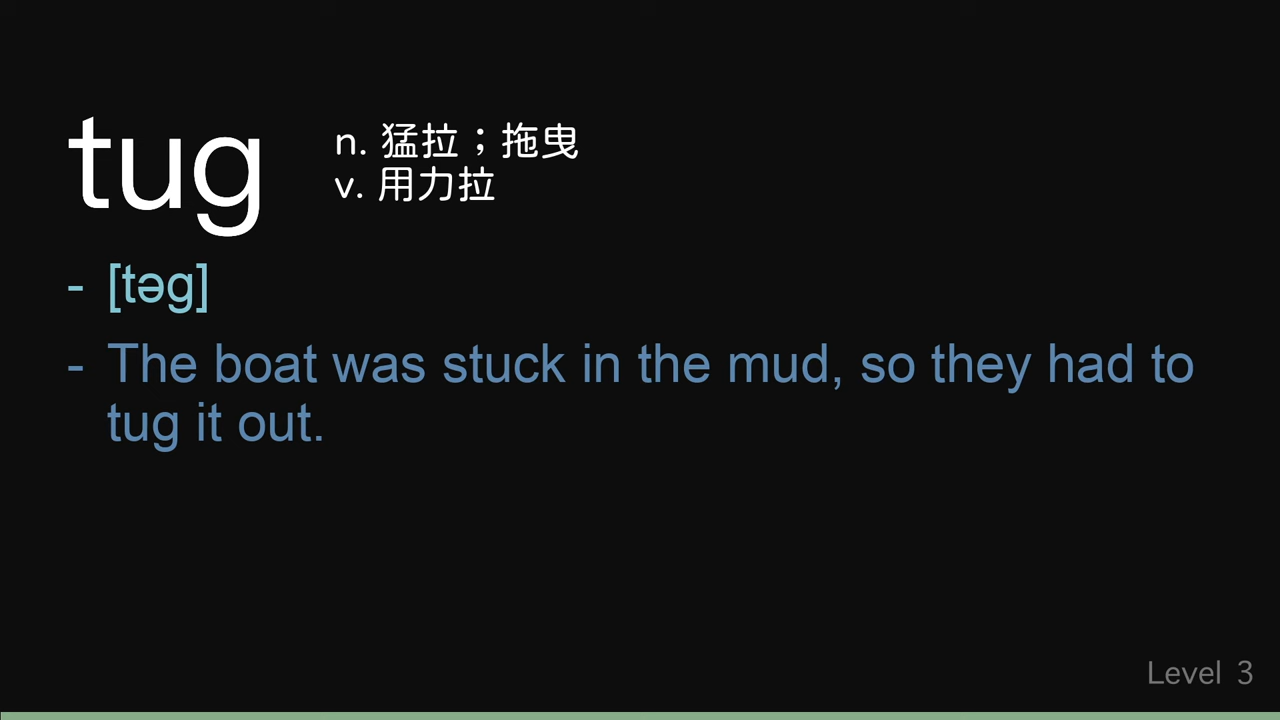 tug
n. 猛拉；拖曳
v. 用力拉
- [təg]
- The boat was stuck in the mud, so they had to
tug it out.
Level 3